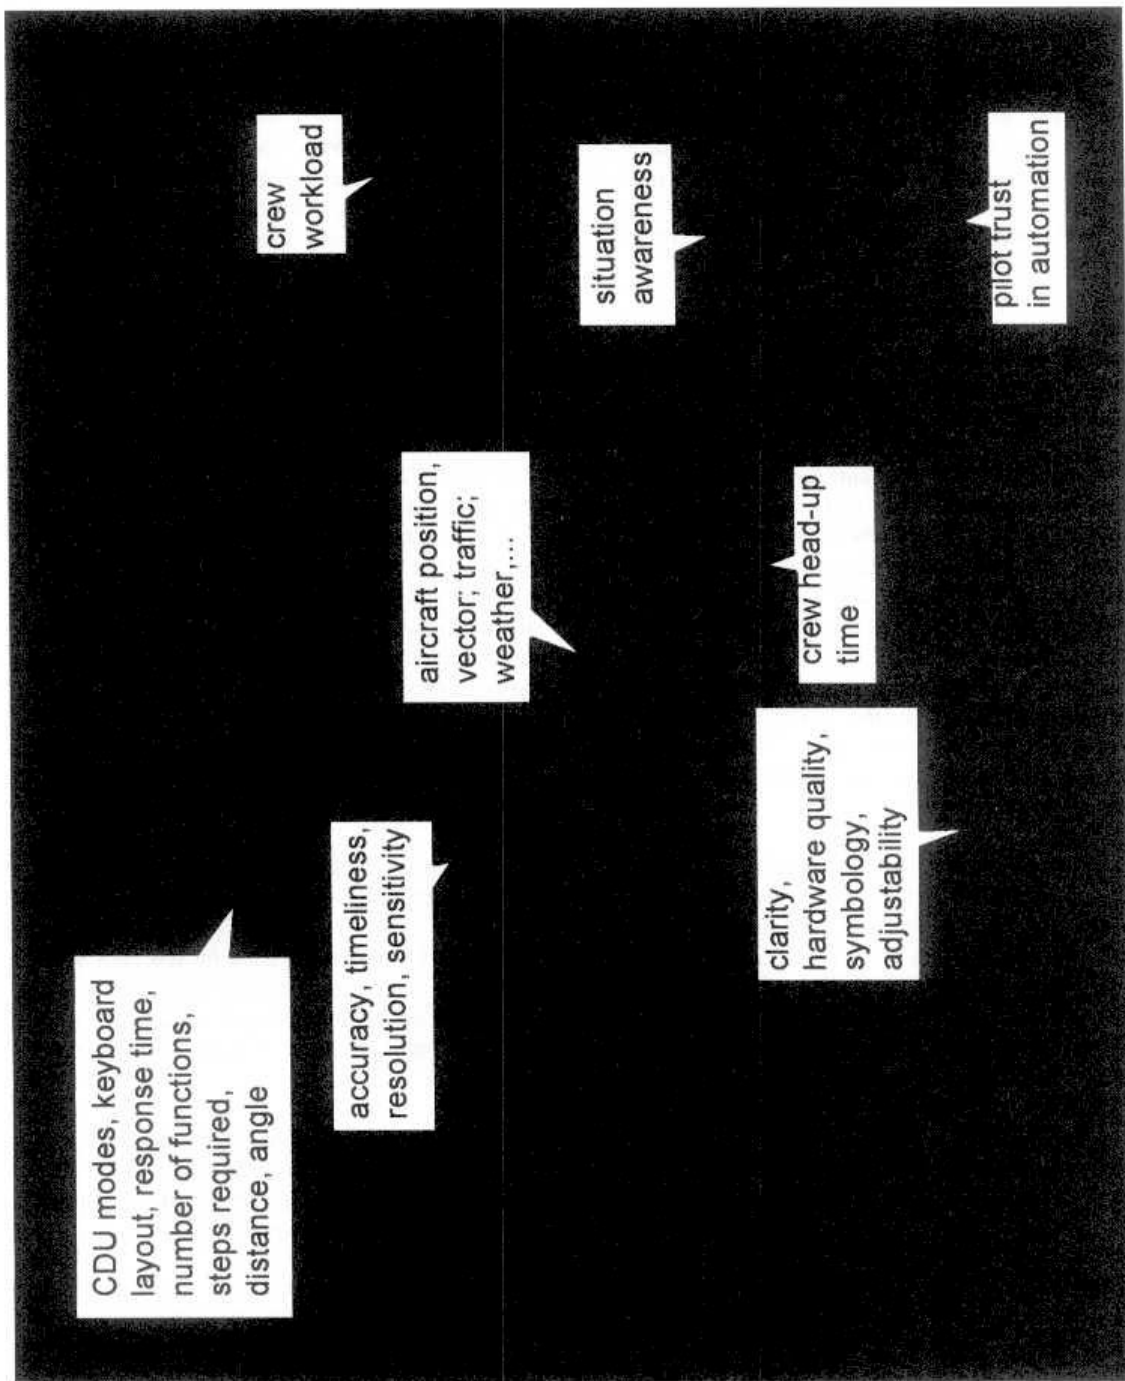 CDU modes, keyboard
layout, response time,
number of functions,
steps required,
distance, angle
accuracy, timeliness,
resolution, sensitivity
aircraft position,
vector; traffic;
weather,...
crew
workload
situation
awareness
clarity,
hardware quality,
symbology,
adjustability
crew head-up
time
pilot trust
in automation